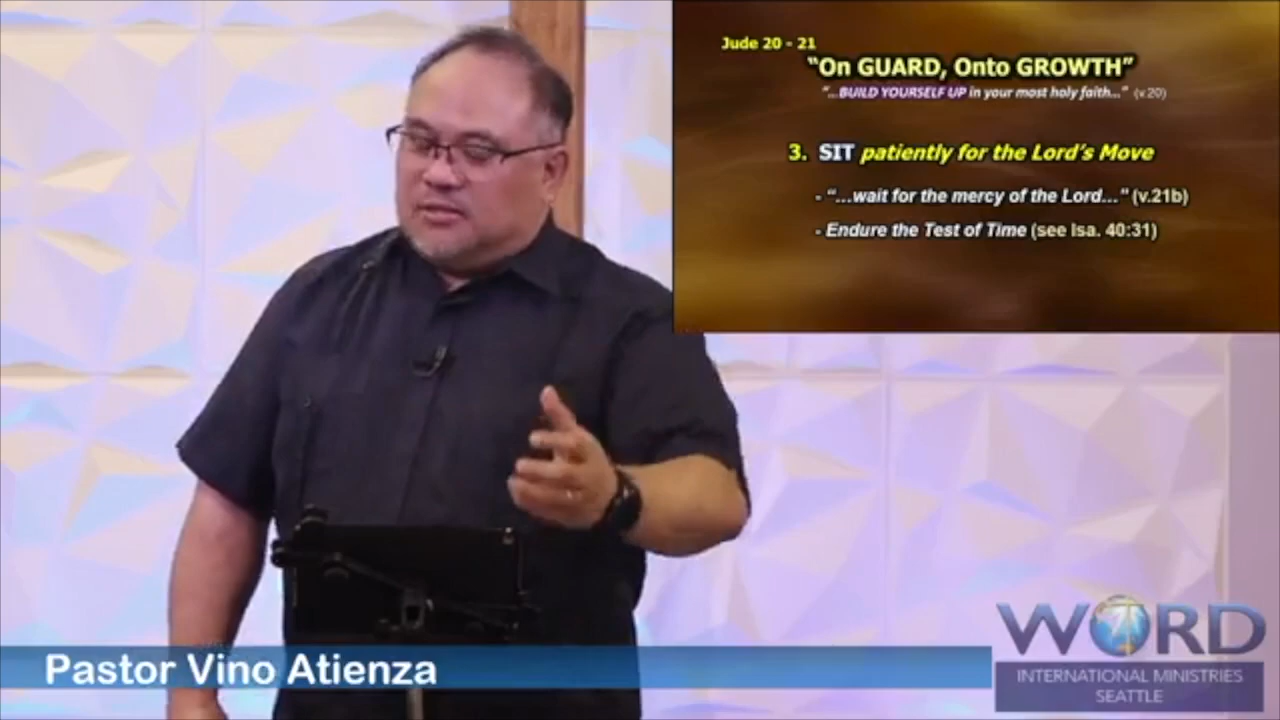 Jude 20 - 21
“On GUARD, Onto GROWTH”
“...BUILD YOURSELF UP in your most holy faith...” (v.20)
3. SIT patiently for the Lord’s Move
- “...wait for the mercy of the Lord...” (v.21b)
- Endure the Test of Time (see Isa. 40:31)
Pastor Vino Atienza
WORD
INTERNATIONAL MINISTRIES
SEATTLE